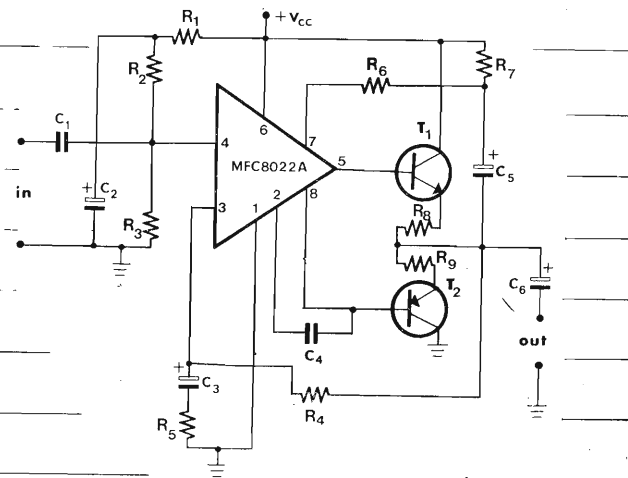 + Vcc
R1
R2
R6
R7
C1
4
6
7
T1
MFC8022A
5
+
C5
in
+
C2
3
1
2
8
R8
R3
R9
T2
+
C6
C4
out
+
C3
R4
R5